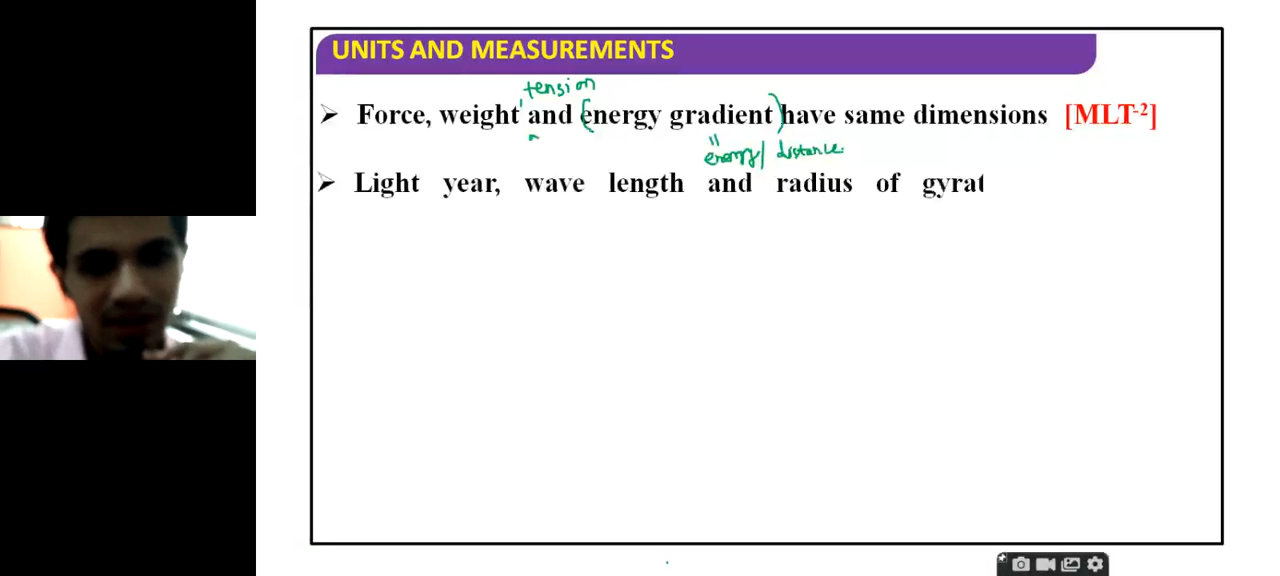 UNITS AND MEASUREMENTS
tension
➢ Force, weight, and (energy gradient) have same dimensions [MLT-2]
" energy/ distance
➢ Light year, wave length and radius of gyrat